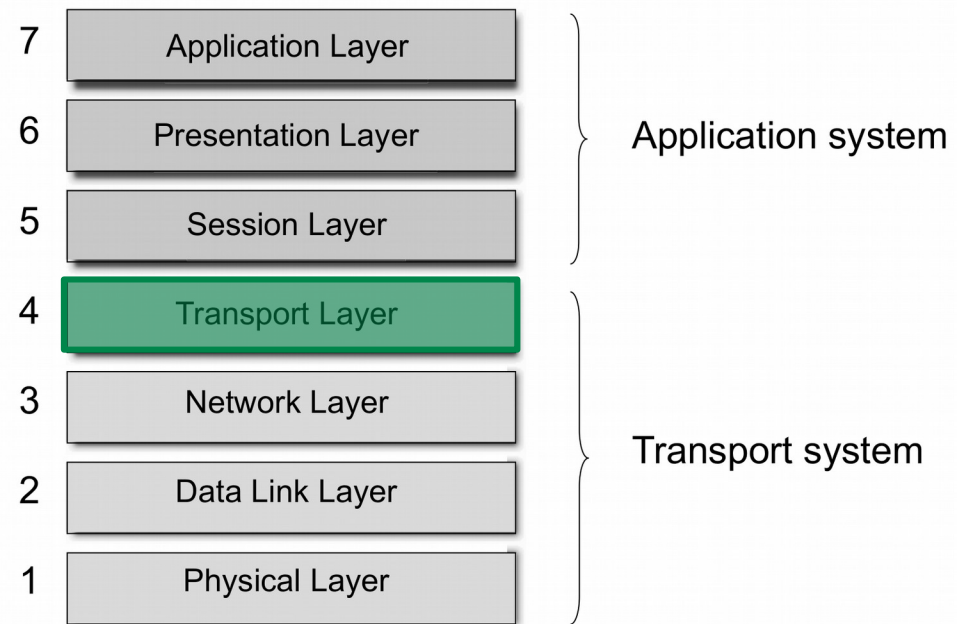 7 Application Layer
6 Presentation Layer
Application system
5 Session Layer
4 Transport Layer
3 Network Layer
Transport system
2 Data Link Layer
1 Physical Layer